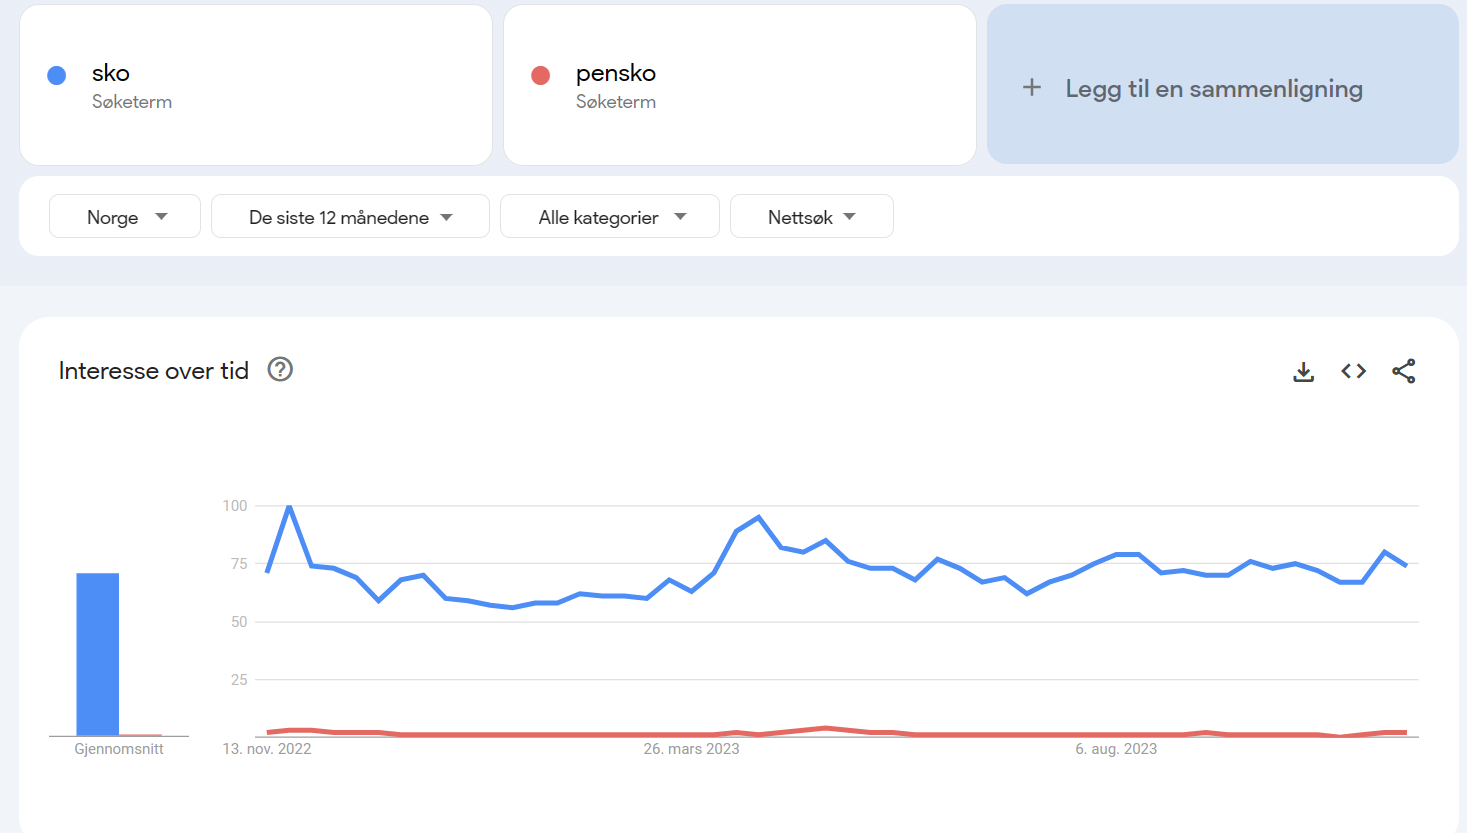 sko
Søketerm
pensko
Søketerm
+ Legg til en sammenligning
Norge
De siste 12 månedene
Alle kategorier
Nettsøk
Interesse over tid ?
100
75
50
25
Gjennomsnitt
13. nov. 2022
26. mars 2023
6. aug. 2023